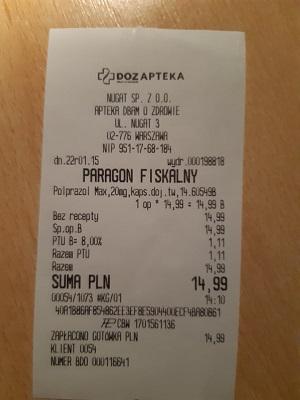 DOZ APTEKA
NUGAT SP. Z O.O.
APTEKA DBAM O ZDROWIE
UL. NUGAT 3
02-776 WARSZAWA
NIP 951-17-68-184
dn.22r01.15 wydr.000198818
PARAGON FISKALNY
Polprazol Max,20mg,kaps.doj.tw,14.60549B
1 op * 14,99 = 14,99 B
Bez recepty 14,99
Sp.op.B 14,99
PTU B= 8,00% 1,11
Razem PTU 1,11
Razem 14,99
SUMA PLN 14,99
00054/1073 #KG/01 14:10
CBW 1701561136
ZAPŁACONO GOTÓWKA PLN 14,99
KLIENT 0054
NUMER BDO 000116641